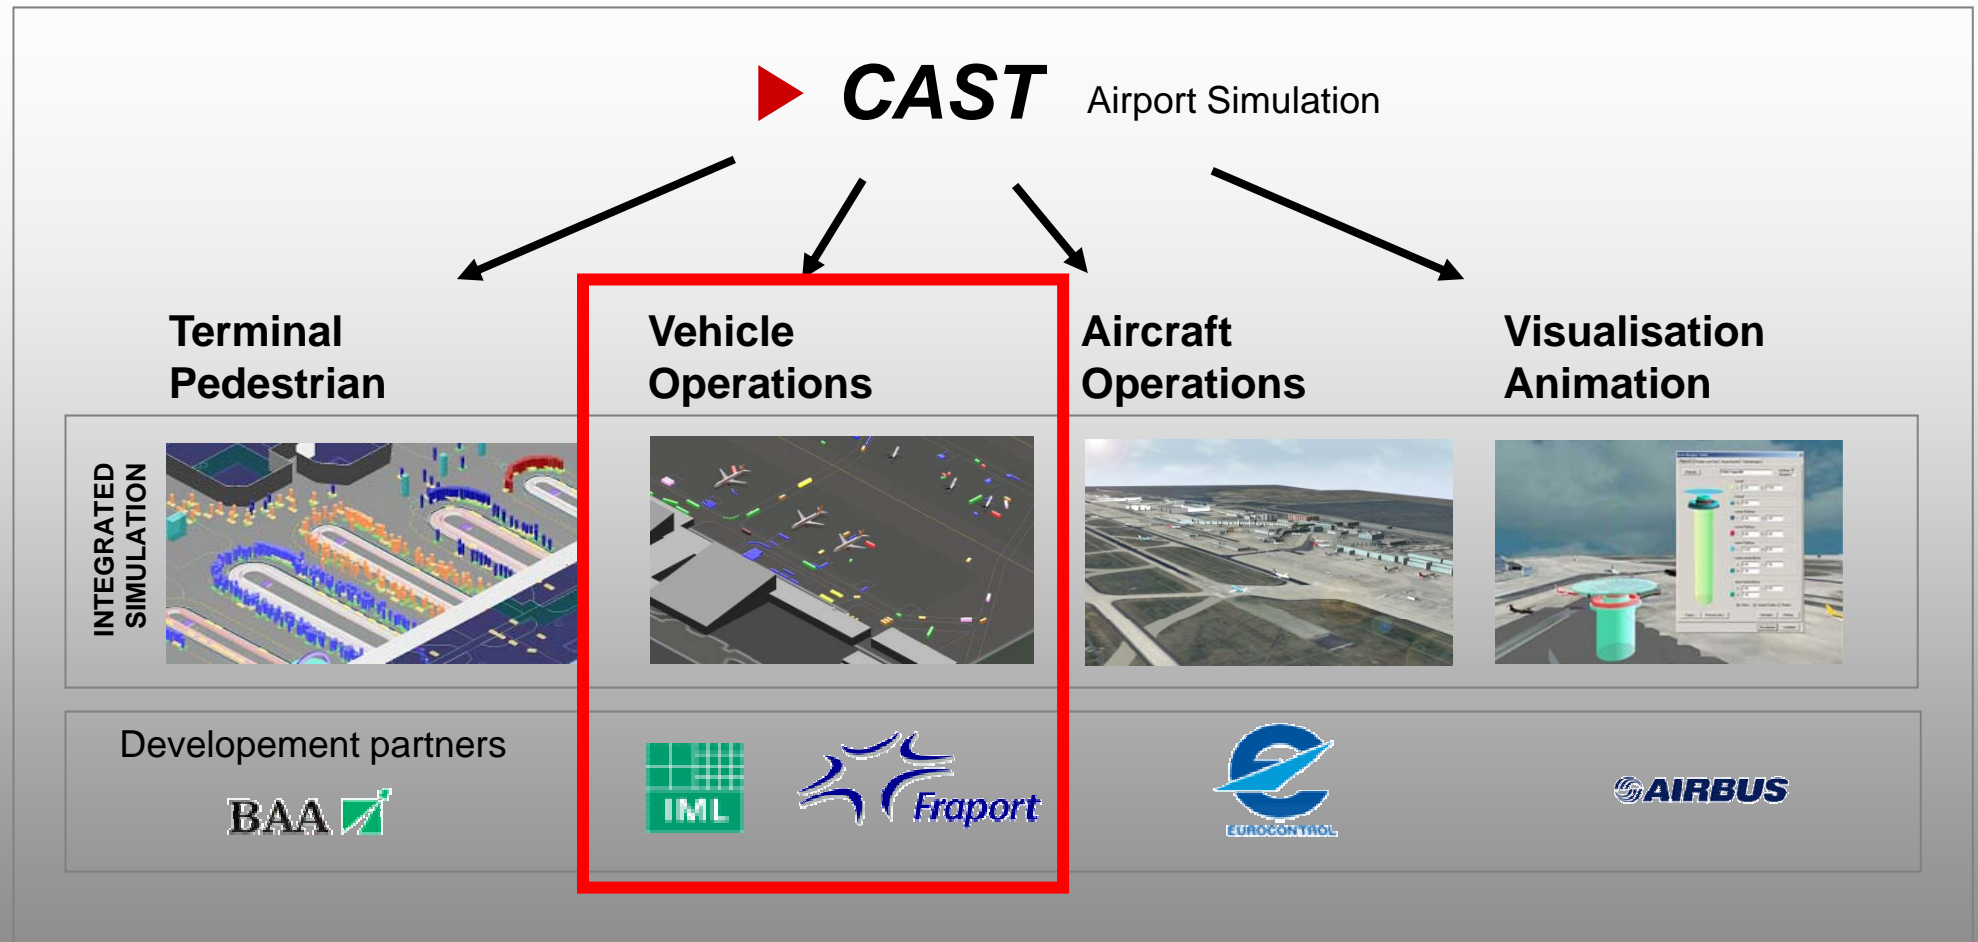 CAST Airport Simulation
Terminal
Pedestrian
Vehicle
Operations
Aircraft
Operations
Visualisation
Animation
INTEGRATED
SIMULATION
Developement partners
BAA
IML
Fraport
EUROCONTROL
AIRBUS